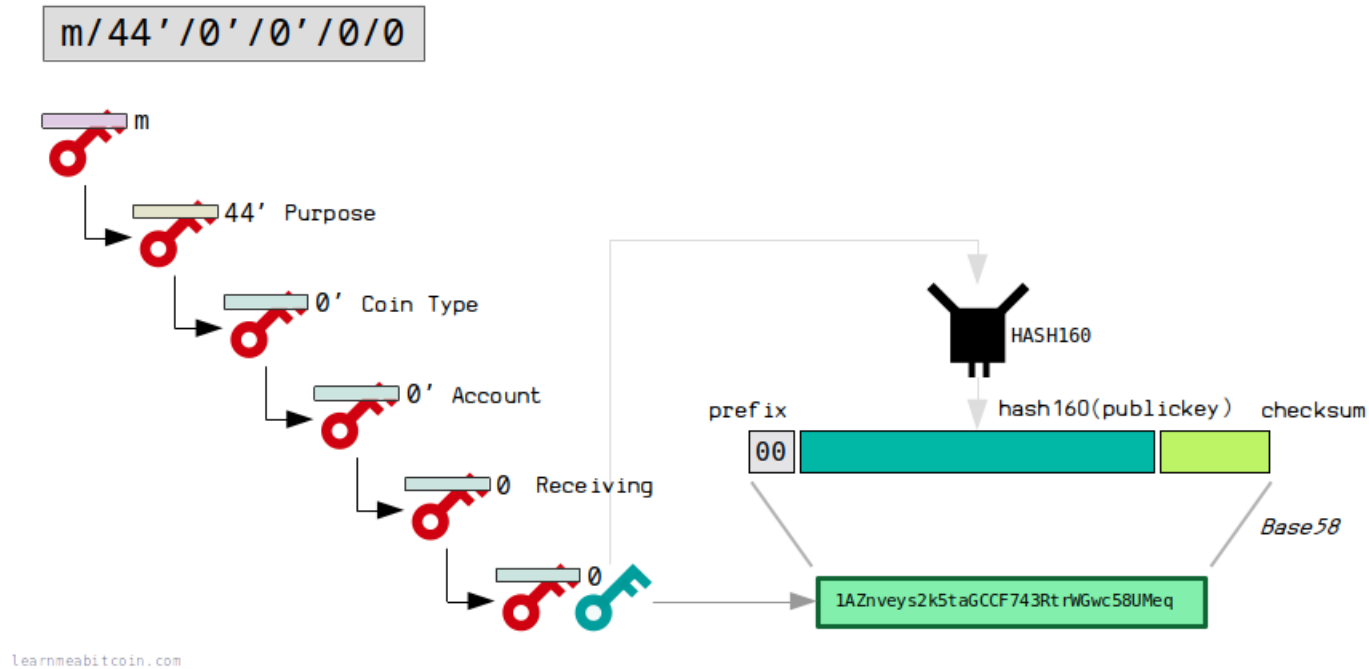 m/44’/0’/0’/0/0
m
44’ Purpose
0’ Coin Type
0’ Account
0 Receiving
0
HASH160
prefix
hash160(publickey)
checksum
00
Base58
1AZnveys2k5taGCCF743RtrWGwc58UMeq
learnmeabitcoin.com